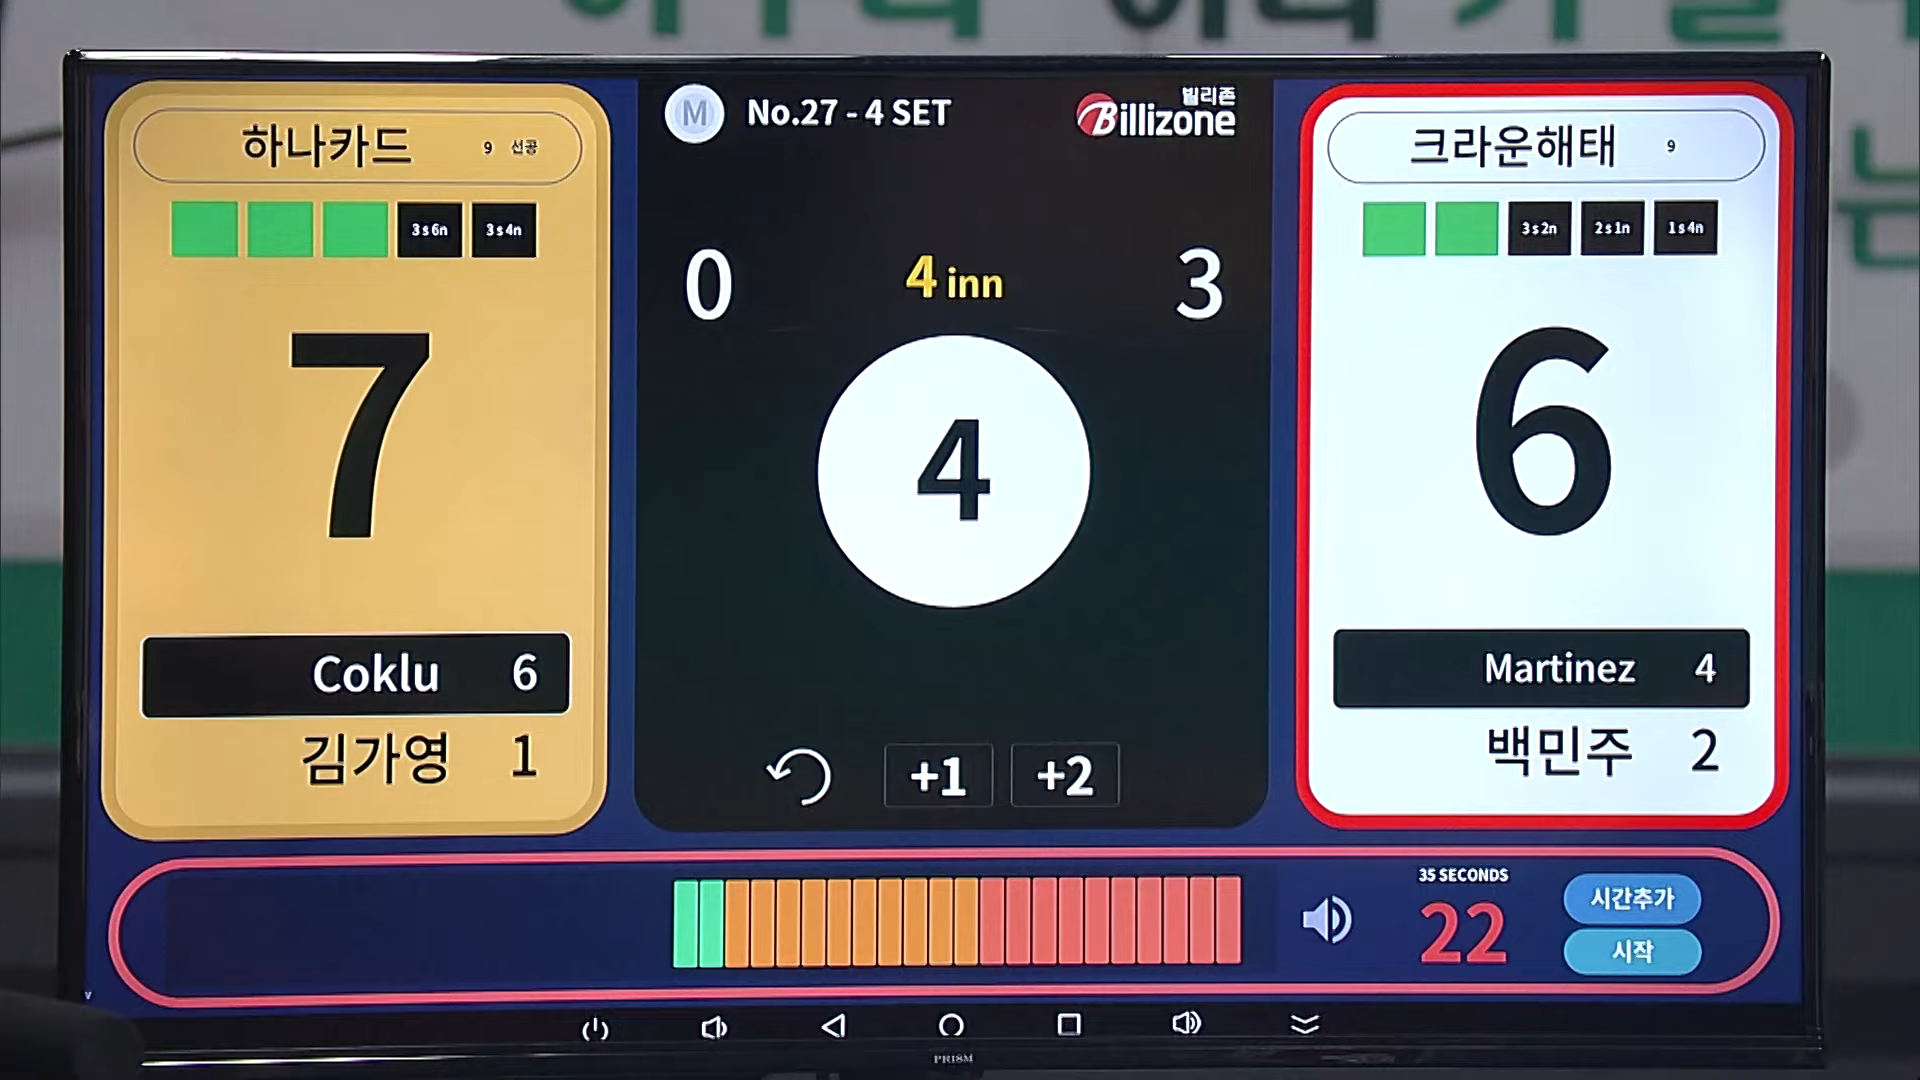 하나카드 9 선공
3s6n 3s4n
7
Coklu 6
김가영 1
M No.27 - 4 SET
빌리존
Billizone
0 4 inn 3
4
+1 +2
크라운해태 9
3s2n 2s1n 1s4n
6
Martinez 4
백민주 2
35 SECONDS
22
시간추가
시작
v
PRISM